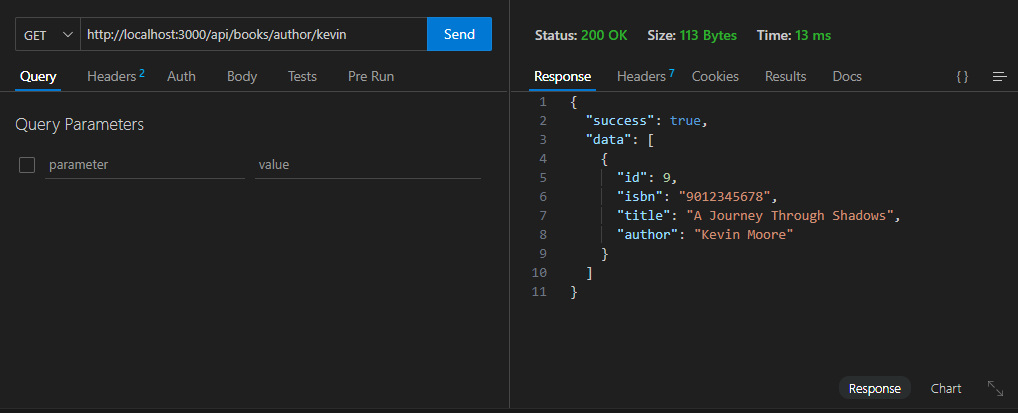 GET http://localhost:3000/api/books/author/kevin Send
Query Headers 2 Auth Body Tests Pre Run
Query Parameters
parameter value
Status: 200 OK Size: 113 Bytes Time: 13 ms
Response Headers 7 Cookies Results Docs { }
1 {
2 "success": true,
3 "data": [
4 {
5 "id": 9,
6 "isbn": "9012345678",
7 "title": "A Journey Through Shadows",
8 "author": "Kevin Moore"
9 }
10 ]
11 }
Response Chart